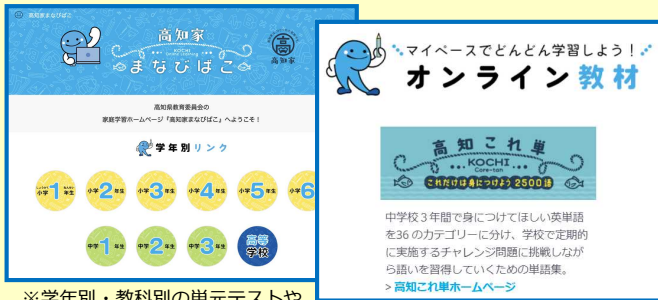 高知家まなびばこ
高知家
KOCHI
まなびばこ
高知家
高知県教育委員会の
家庭学習ホームページ「高知家まなびばこ」へようこそ！
学年別リンク
小学1年生
小学2年生
小学3年生
小学4年生
小学5年生
小学6
中学1年生
中学2年生
中学3年生
高等学校
※学年別・教科別の単元テストや
マイペースでどんどん学習しよう！
オンライン教材
高知これ単
KOCHI
Core-tan
これだけは身につけよう2500語
中学校３年間で身につけてほしい英単語
を36 のカテゴリーに分け、学校で定期的
に実施するチャレンジ問題に挑戦しなが
ら語いを習得していくための単語集。
> 高知これ単ホームページ